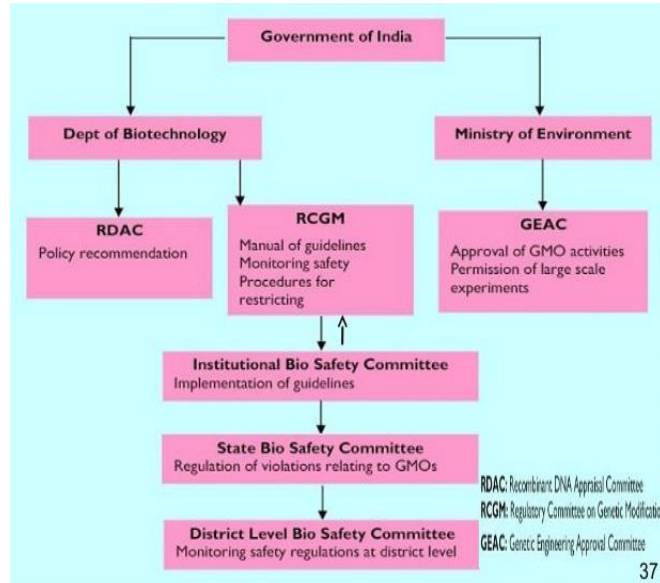 Government of India
Dept of Biotechnology
Ministry of Environment
RDAC
Policy recommendation
RCGM
Manual of guidelines
Monitoring safety
Procedures for
restricting
GEAC
Approval of GMO activities
Permission of large scale
experiments
Institutional Bio Safety Committee
Implementation of guidelines
State Bio Safety Committee
Regulation of violations relating to GMOs
District Level Bio Safety Committee
Monitoring safety regulations at district level
RDAC: Recombinant DNA Appraisal Committee
RCGM: Regulatory Committee on Genetic Modificatio
GEAC: Genetic Engineering Approval Committee
37